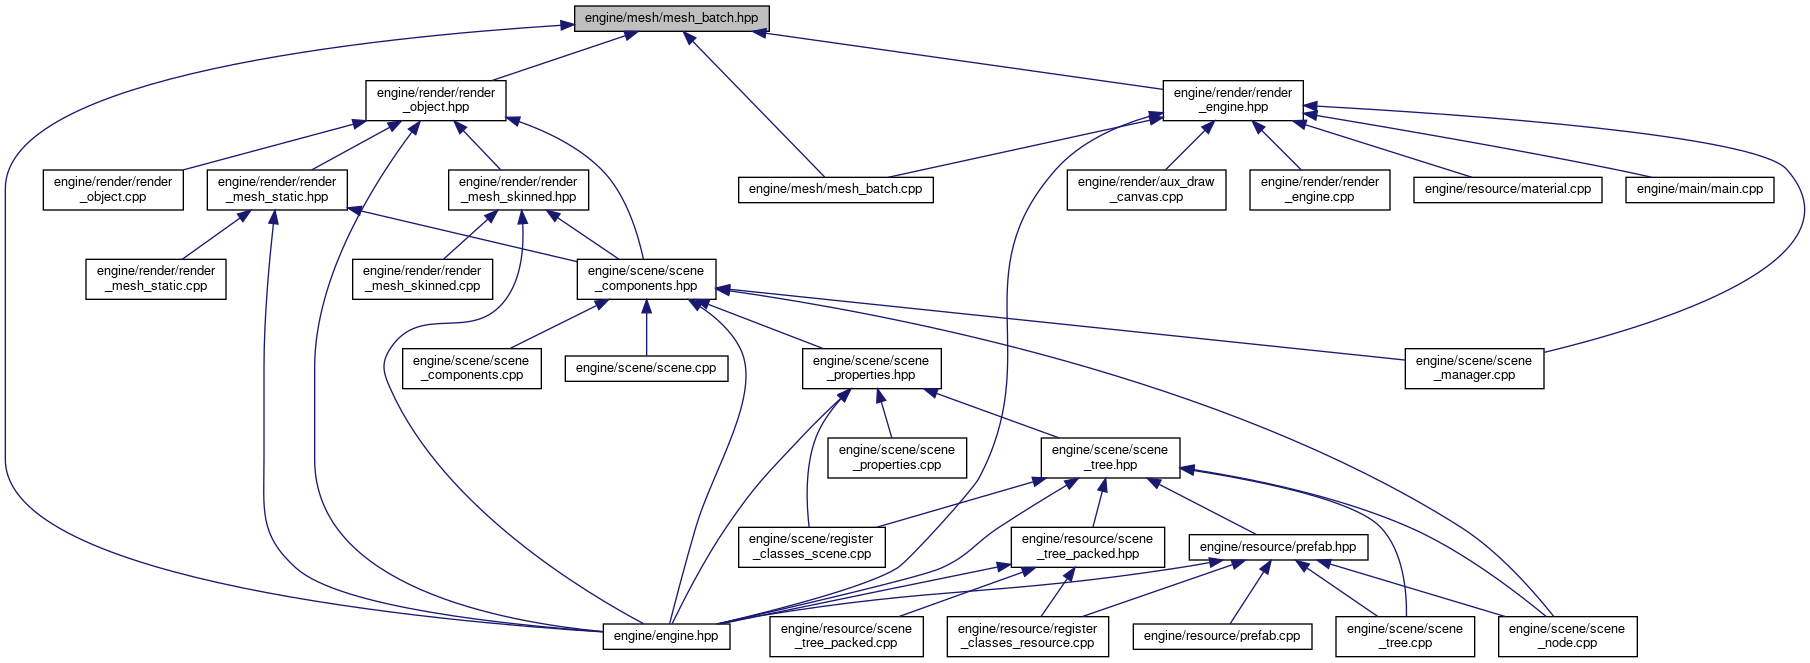 engine/mesh/mesh_batch.hpp
engine/render/render
_object.hpp
engine/render/render
_engine.hpp
engine/render/render
_object.cpp
engine/render/render
_mesh_static.hpp
engine/render/render
_mesh_skinned.hpp
engine/mesh/mesh_batch.cpp
engine/render/aux_draw
_canvas.cpp
engine/render/render
_engine.cpp
engine/resource/material.cpp
engine/main/main.cpp
engine/render/render
_mesh_static.cpp
engine/render/render
_mesh_skinned.cpp
engine/scene/scene
_components.hpp
engine/scene/scene
_components.cpp
engine/scene/scene.cpp
engine/scene/scene
_properties.hpp
engine/scene/scene
_manager.cpp
engine/scene/scene
_properties.cpp
engine/scene/scene
_tree.hpp
engine/scene/register
_classes_scene.cpp
engine/resource/scene
_tree_packed.hpp
engine/resource/prefab.hpp
engine/engine.hpp
engine/resource/scene
_tree_packed.cpp
engine/resource/register
_classes_resource.cpp
engine/resource/prefab.cpp
engine/scene/scene
_tree.cpp
engine/scene/scene
_node.cpp